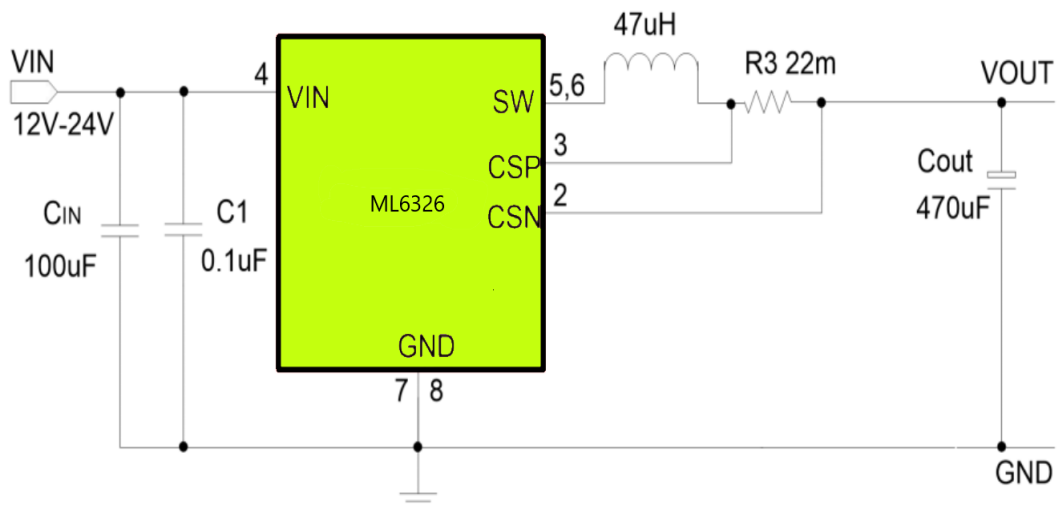 47uH
VIN
4
5,6
R3 22m
VOUT
VIN
SW
12V-24V
3
CSP
Cout
2
CIN
C1
ML6326
CSN
470uF
100uF
0.1uF
GND
7
8
GND